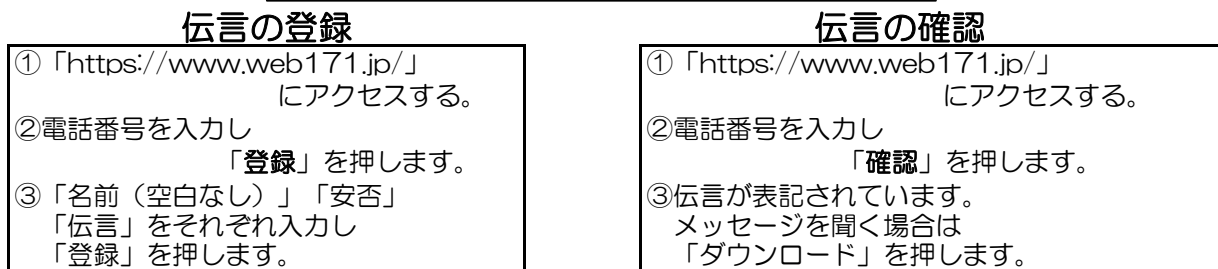 伝言の登録
①「https://www.web171.jp/」
にアクセスする。
②電話番号を入力し
「登録」を押します。
③「名前（空白なし）」「安否」
「伝言」をそれぞれ入力し
「登録」を押します。
伝言の確認
①「https://www.web171.jp/」
にアクセスする。
②電話番号を入力し
「確認」を押します。
③伝言が表記されています。
メッセージを聞く場合は
「ダウンロード」を押します。